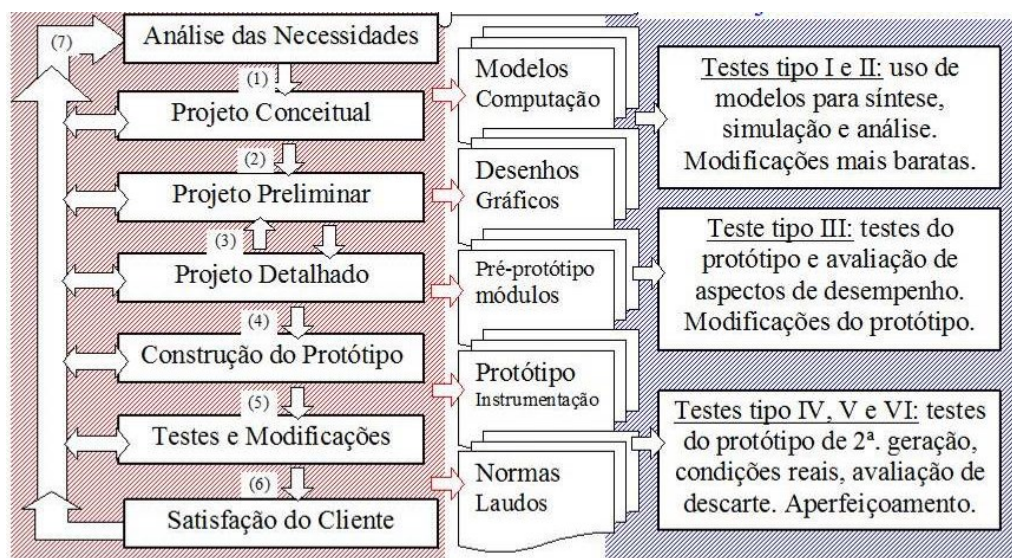 (7)
Análise das Necessidades
(1)
Projeto Conceitual
(2)
Projeto Preliminar
(3)
Projeto Detalhado
(4)
Construção do Protótipo
(5)
Testes e Modificações
(6)
Satisfação do Cliente
Modelos
Computação
Desenhos
Gráficos
Pré-protótipo
módulos
Protótipo
Instrumentação
Normas
Laudos
Testes tipo I e II: uso de
modelos para síntese,
simulação e análise.
Modificações mais baratas.
Teste tipo III: testes do
protótipo e avaliação de
aspectos de desempenho.
Modificações do protótipo.
Testes tipo IV, V e VI: testes
do protótipo de 2ª. geração,
condições reais, avaliação de
descarte. Aperfeiçoamento.